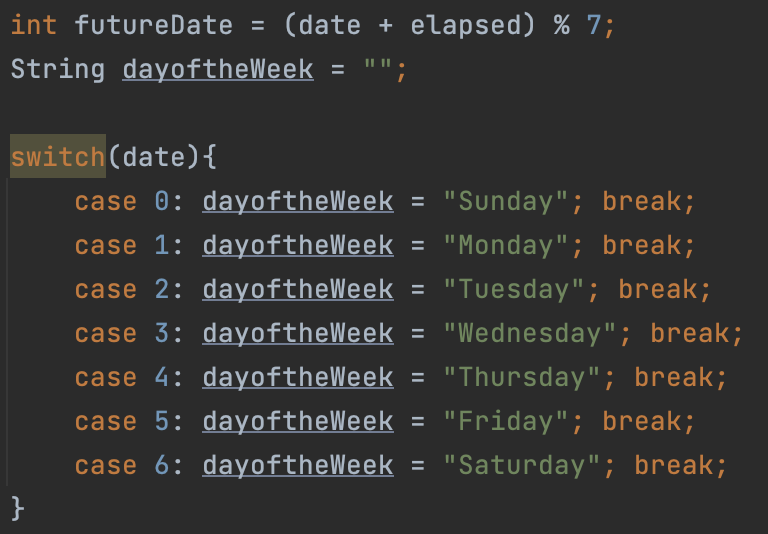 int futureDate = (date + elapsed) % 7;
String dayoftheWeek = "";
switch(date){
    case 0: dayoftheWeek = "Sunday"; break;
    case 1: dayoftheWeek = "Monday"; break;
    case 2: dayoftheWeek = "Tuesday"; break;
    case 3: dayoftheWeek = "Wednesday"; break;
    case 4: dayoftheWeek = "Thursday"; break;
    case 5: dayoftheWeek = "Friday"; break;
    case 6: dayoftheWeek = "Saturday"; break;
}